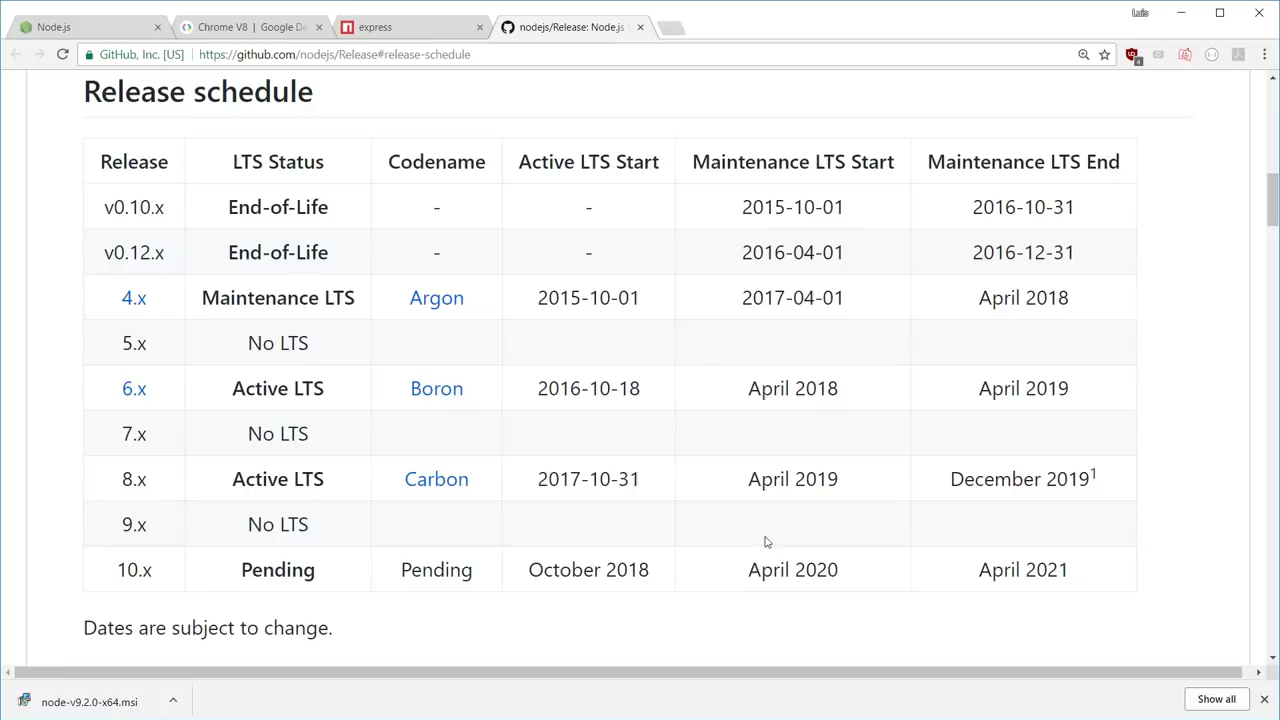 Luis
Node.js
Chrome V8 | Google De
express
nodejs/Release: Node.js
GitHub, Inc. [US] https://github.com/nodejs/Release#release-schedule
4
Release schedule
Release LTS Status Codename Active LTS Start Maintenance LTS Start Maintenance LTS End
v0.10.x End-of-Life - - 2015-10-01 2016-10-31
v0.12.x End-of-Life - - 2016-04-01 2016-12-31
4.x Maintenance LTS Argon 2015-10-01 2017-04-01 April 2018
5.x No LTS
6.x Active LTS Boron 2016-10-18 April 2018 April 2019
7.x No LTS
8.x Active LTS Carbon 2017-10-31 April 2019 December 2019¹
9.x No LTS
10.x Pending Pending October 2018 April 2020 April 2021
Dates are subject to change.
node-v9.2.0-x64.msi
Show all